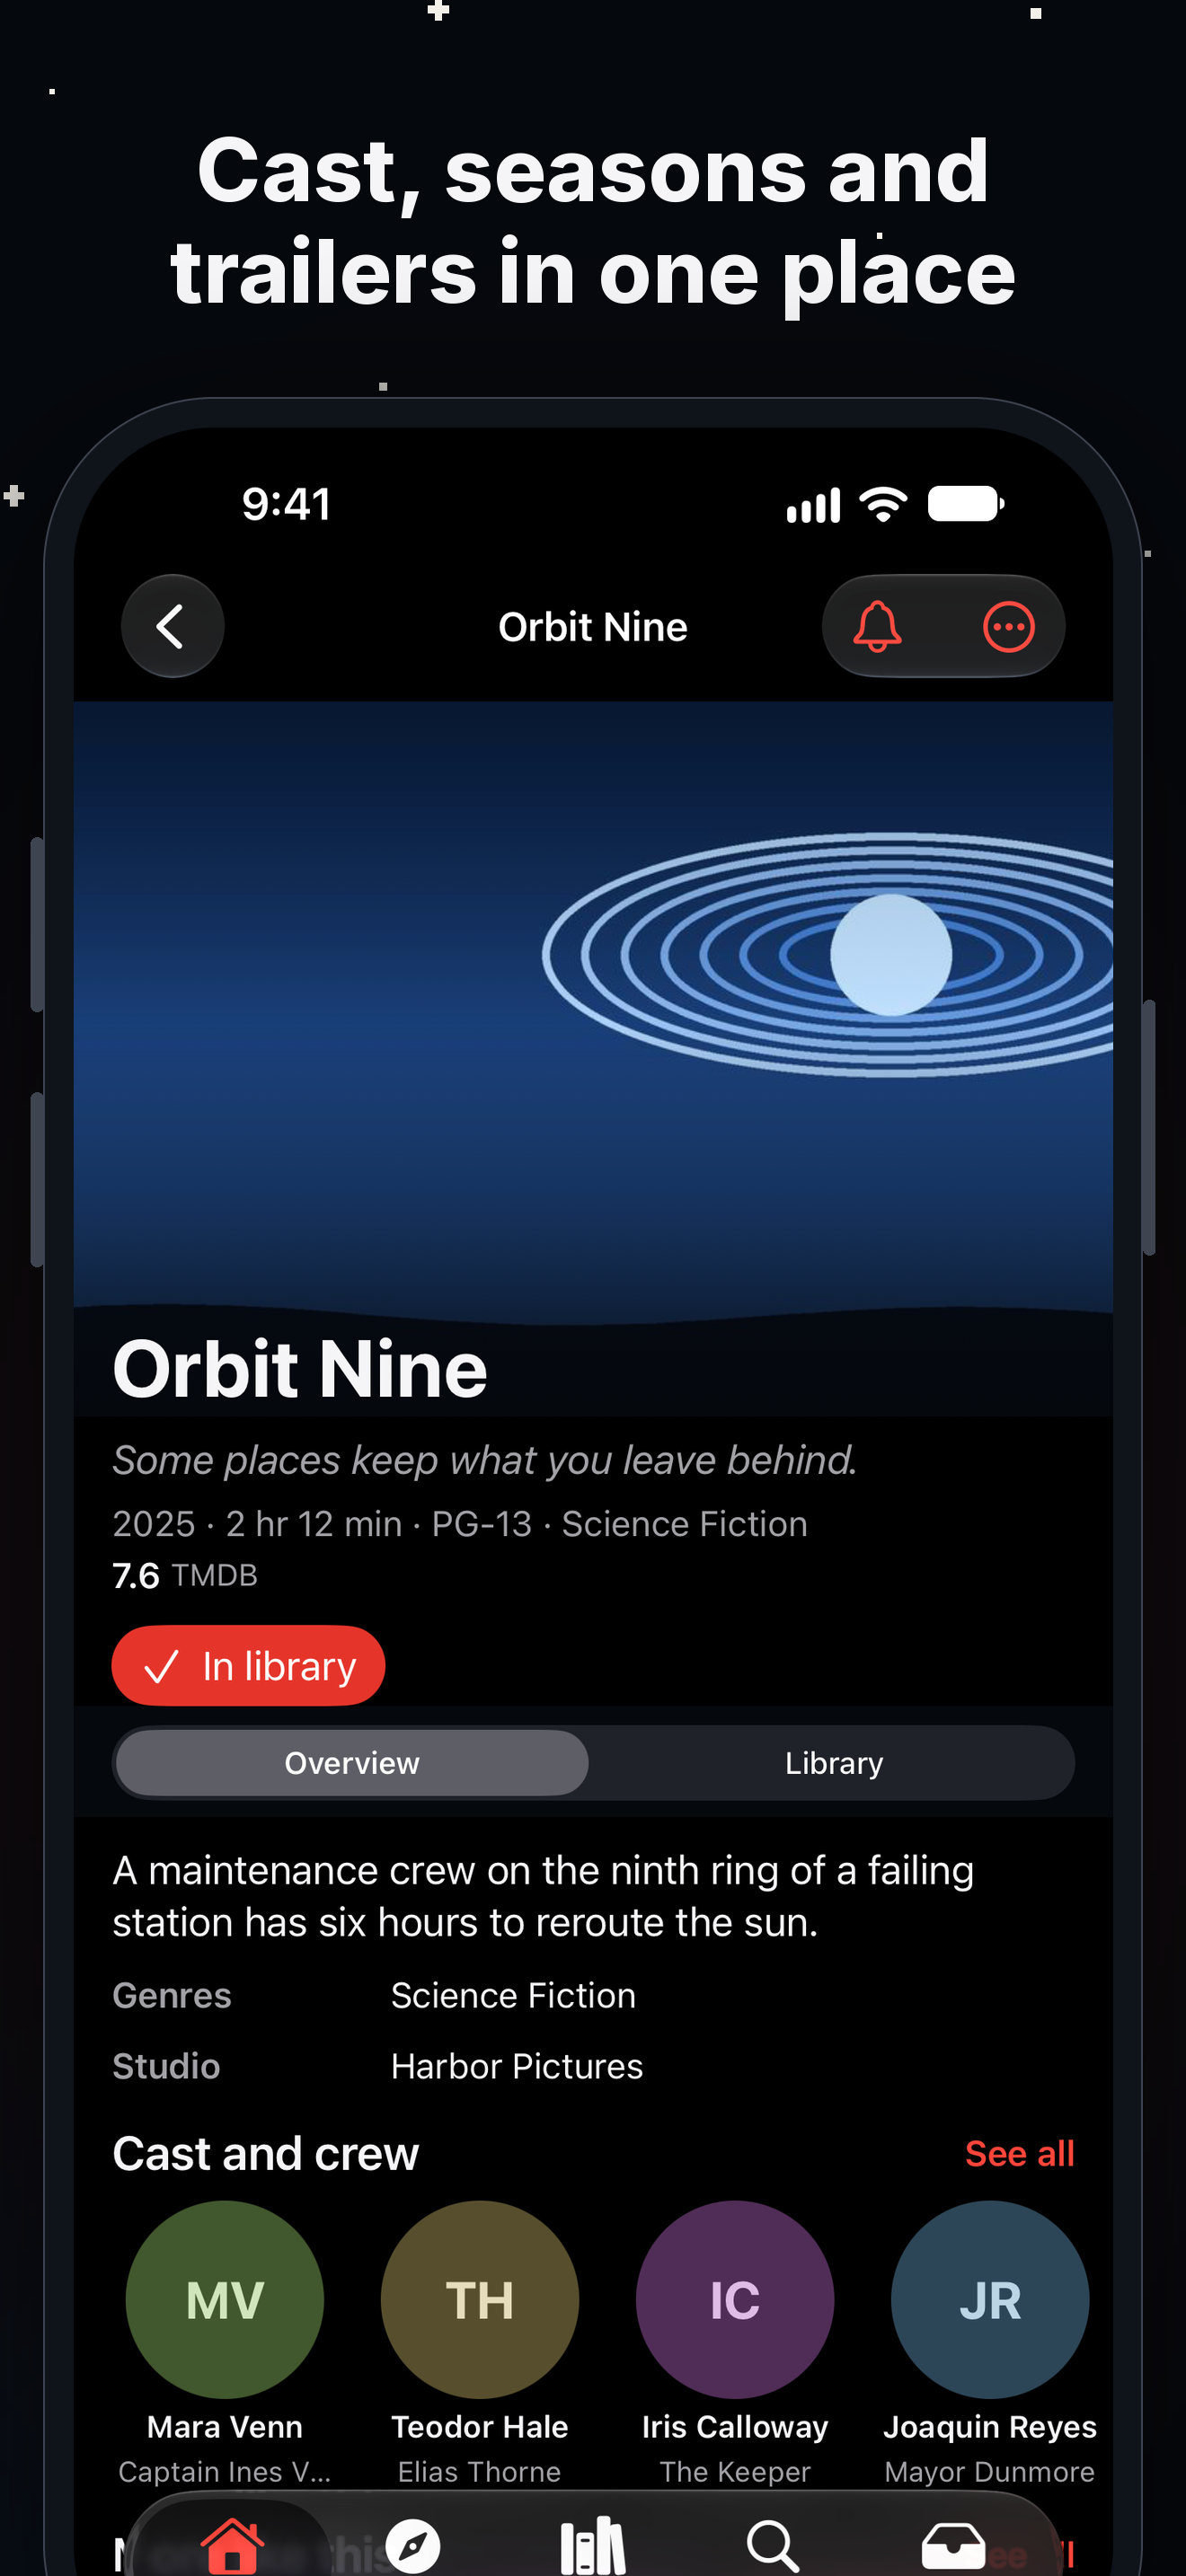 Cast, seasons and
trailers in one place
9:41
Orbit Nine
Orbit Nine
Some places keep what you leave behind.
2025 · 2 hr 12 min · PG-13 · Science Fiction
7.6 TMDB
In library
Overview Library
A maintenance crew on the ninth ring of a failing
station has six hours to reroute the sun.
Genres Science Fiction
Studio Harbor Pictures
Cast and crew See all
MV TH IC JR
Mara Venn Teodor Hale Iris Calloway Joaquin Reyes
Captain Ines V... Elias Thorne The Keeper Mayor Dunmore